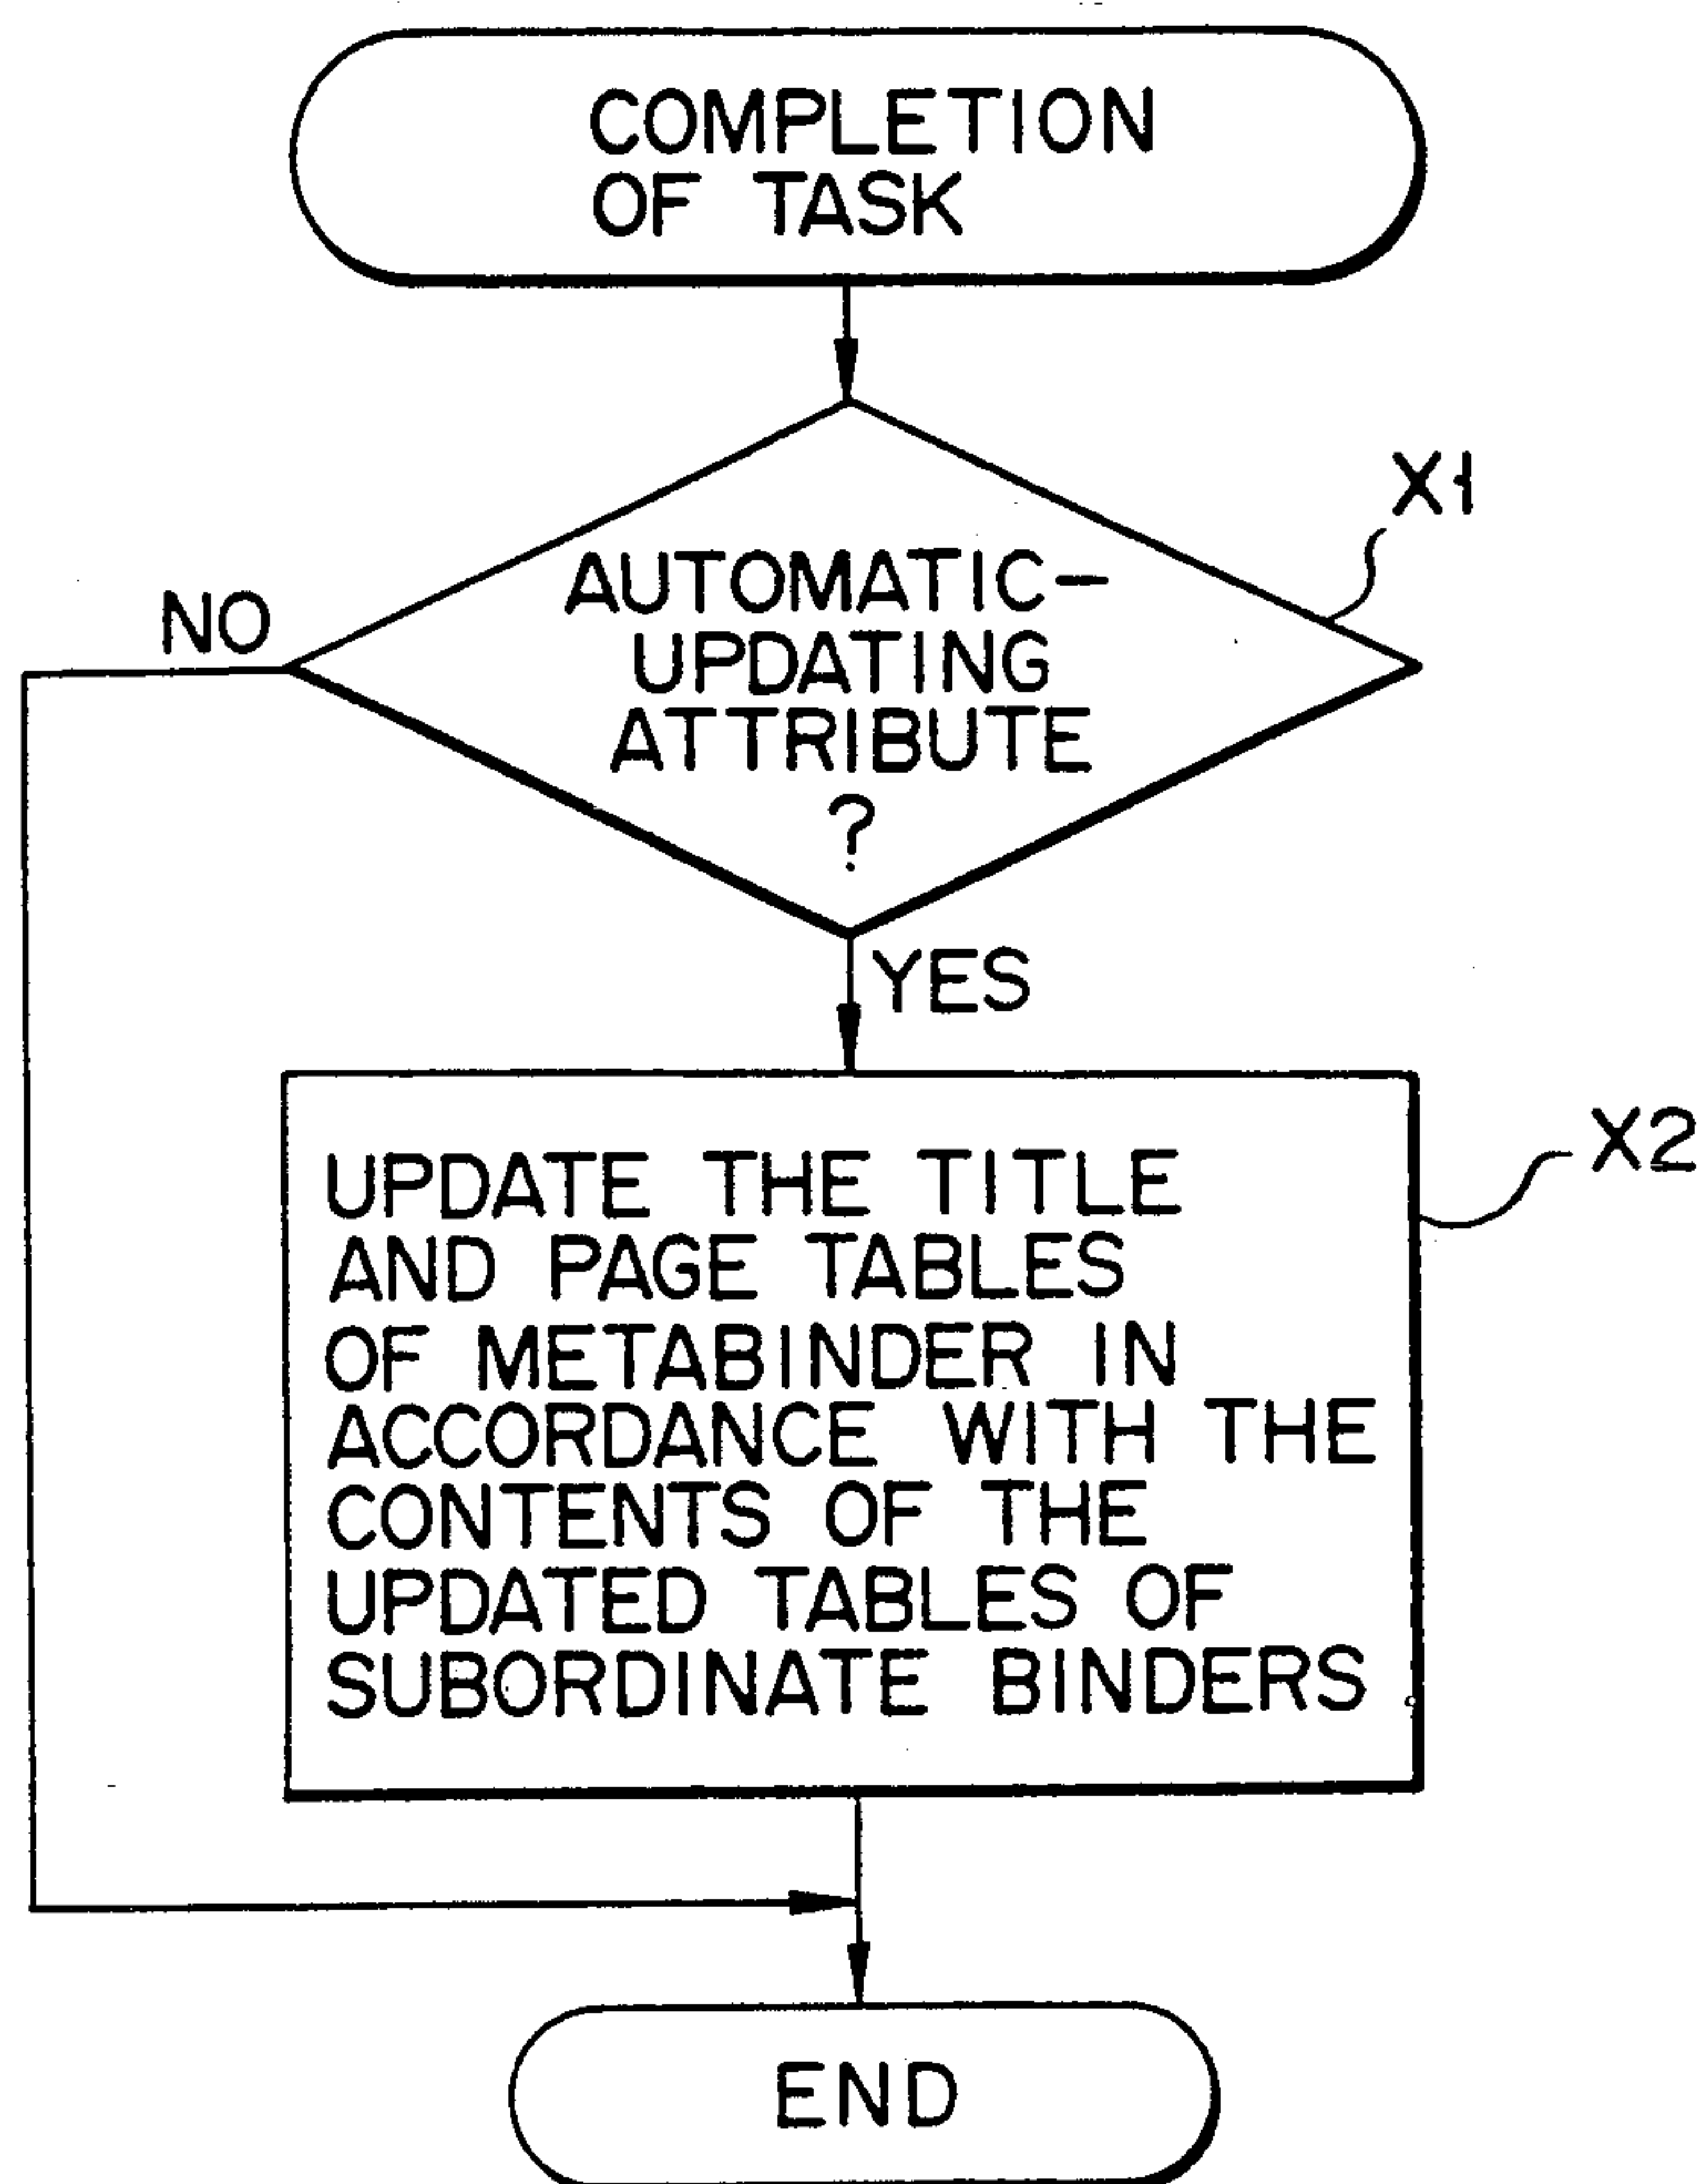 COMPLETION
OF TASK
X1
AUTOMATIC-
NO
UPDATING
ATTRIBUTE
?
YES
X2
UPDATE THE TITLE
AND PAGE TABLES
OF METABINDER IN
ACCORDANCE WITH THE
CONTENTS OF THE
UPDATED TABLES OF
SUBORDINATE BINDERS
END